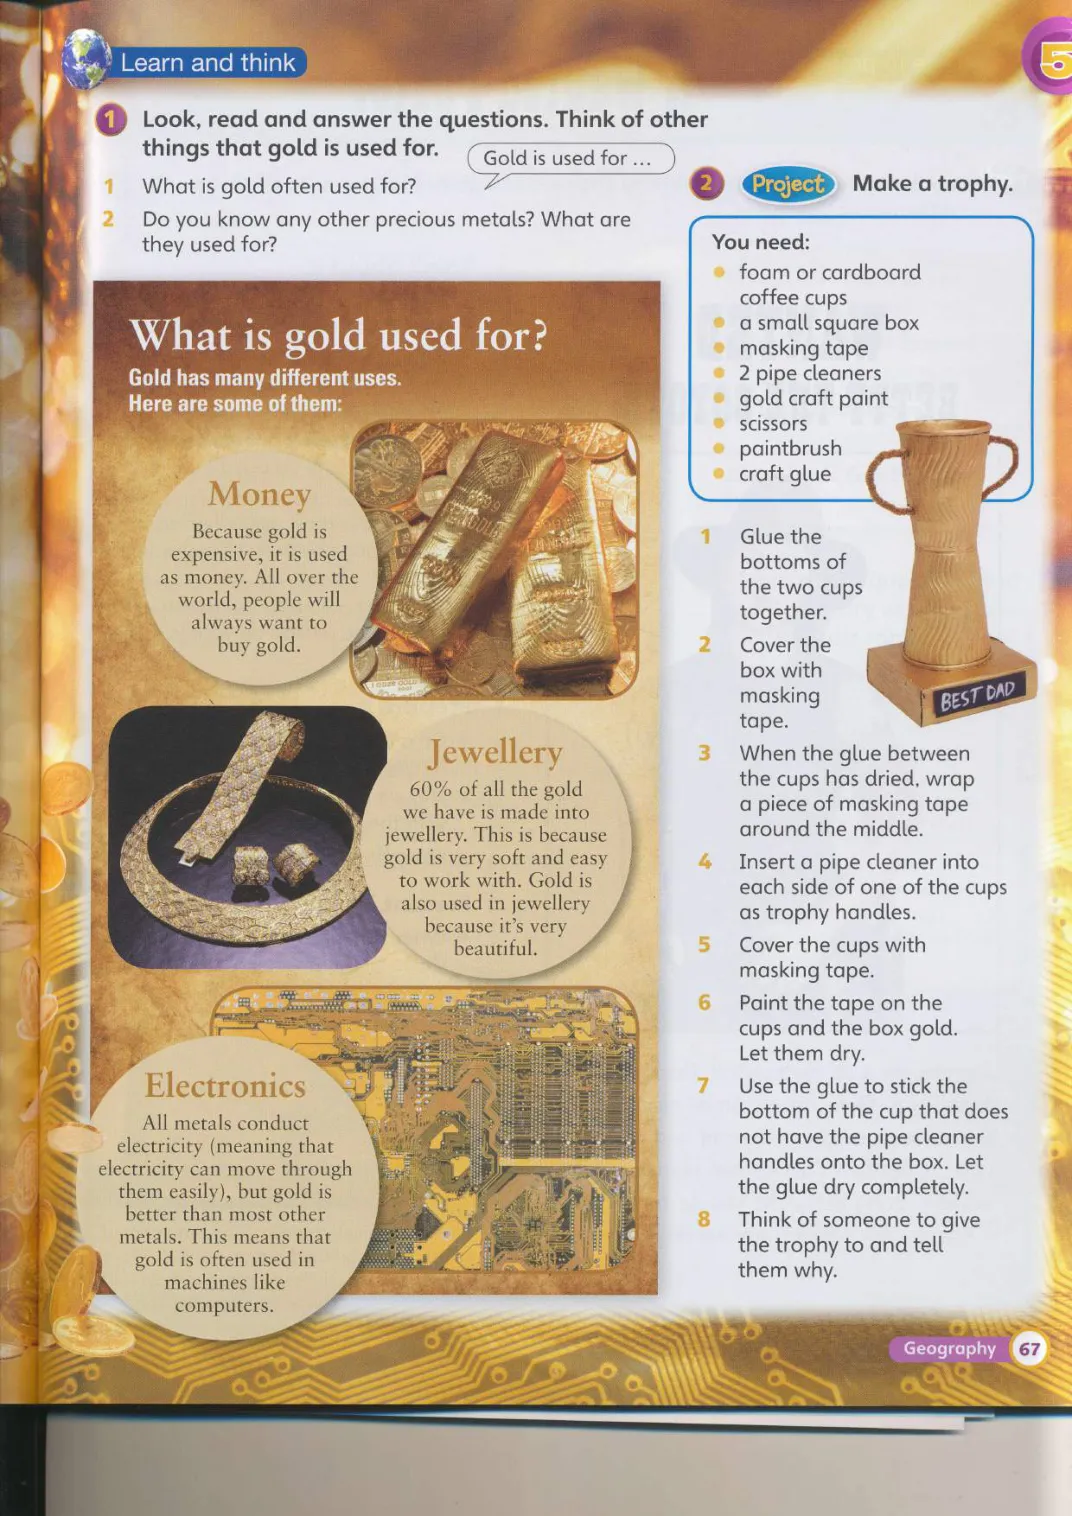 Learn and think
5
1 Look, read and answer the questions. Think of other
things that gold is used for.
Gold is used for ...
1 What is gold often used for?
2 Do you know any other precious metals? What are
they used for?
What is gold used for?
Gold has many different uses.
Here are some of them:
Money
Because gold is
expensive, it is used
as money. All over the
world, people will
always want to
buy gold.
Jewellery
60% of all the gold
we have is made into
jewellery. This is because
gold is very soft and easy
to work with. Gold is
also used in jewellery
because it's very
beautiful.
Electronics
All metals conduct
electricity (meaning that
electricity can move through
them easily), but gold is
better than most other
metals. This means that
gold is often used in
machines like
computers.
2 Project Make a trophy.
You need:
foam or cardboard
coffee cups
a small square box
masking tape
2 pipe cleaners
gold craft paint
scissors
paintbrush
craft glue
BEST DAD
1 Glue the
bottoms of
the two cups
together.
2 Cover the
box with
masking
tape.
3 When the glue between
the cups has dried, wrap
a piece of masking tape
around the middle.
4 Insert a pipe cleaner into
each side of one of the cups
as trophy handles.
5 Cover the cups with
masking tape.
6 Paint the tape on the
cups and the box gold.
Let them dry.
7 Use the glue to stick the
bottom of the cup that does
not have the pipe cleaner
handles onto the box. Let
the glue dry completely.
8 Think of someone to give
the trophy to and tell
them why.
Geography 67